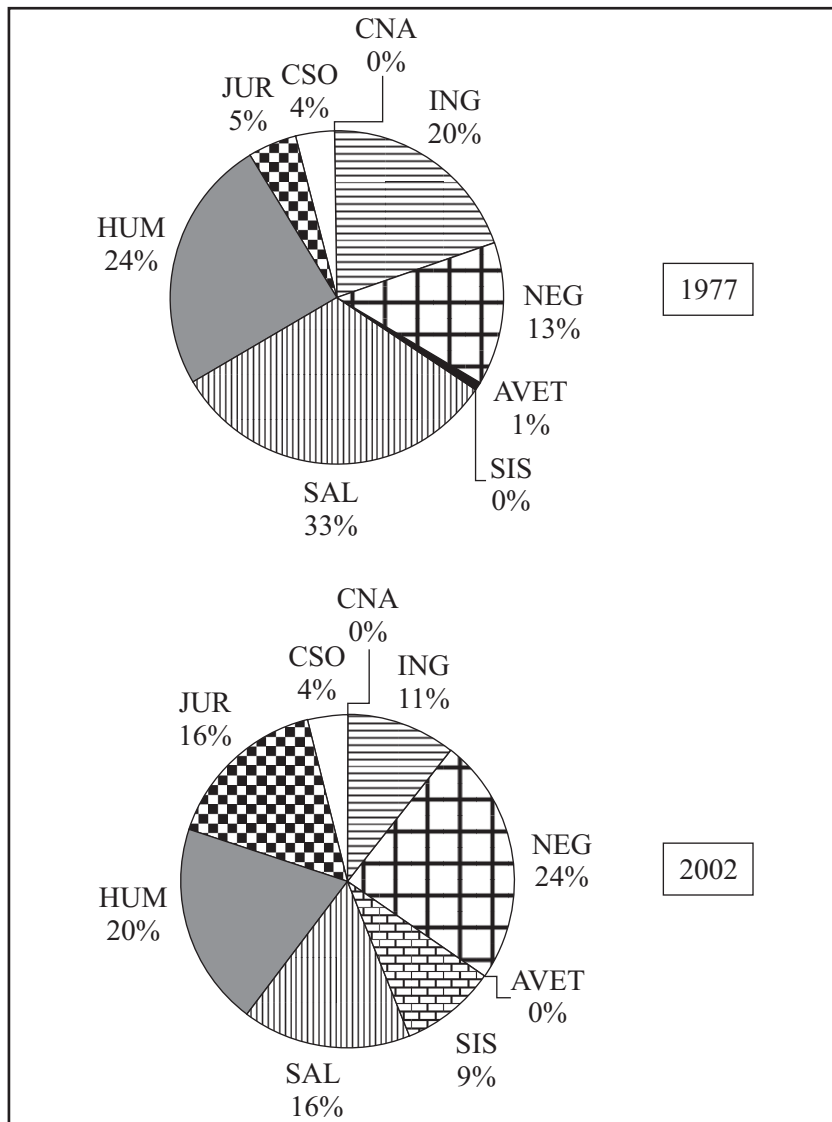 CNA
0%
ING
20%
NEG
13%
AVET
1%
SIS
0%
SAL
33%
HUM
24%
JUR
5%
CSO
4%
1977
CNA
0%
ING
11%
NEG
24%
AVET
0%
SIS
9%
SAL
16%
HUM
20%
JUR
16%
CSO
4%
2002